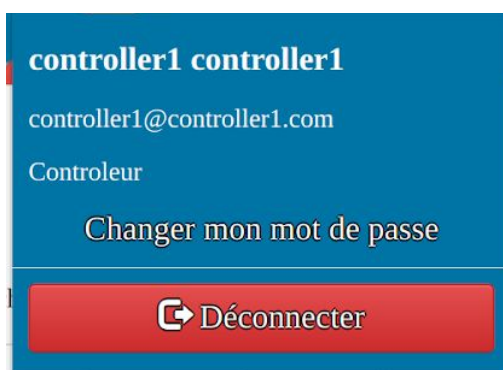 controller1 controller1
controller1@controller1.com
Controleur
Changer mon mot de passe
Déconnecter